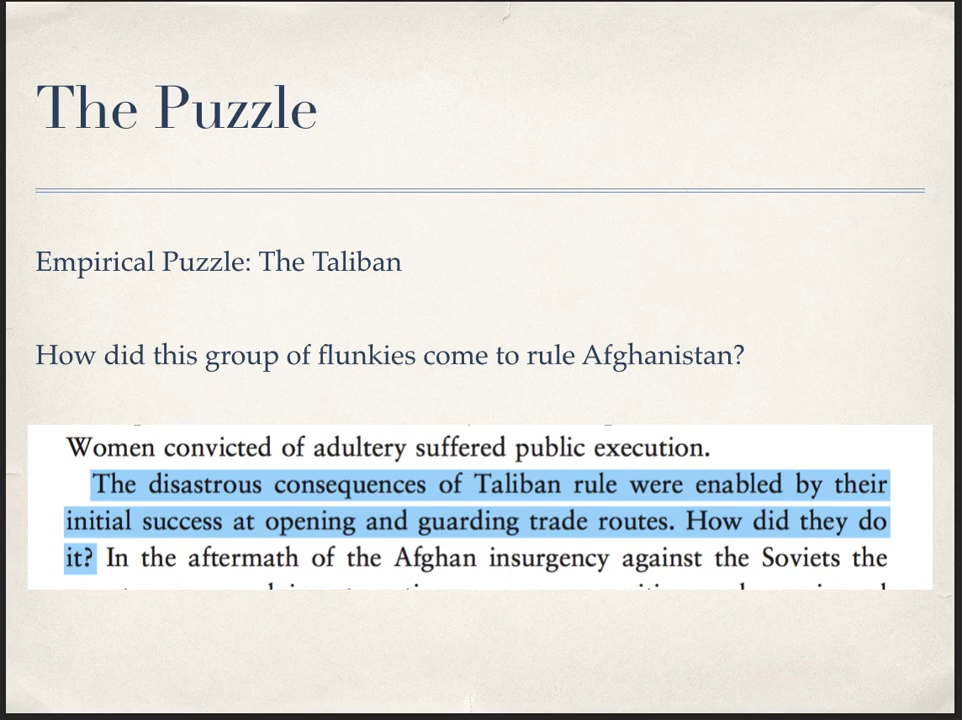 The Puzzle
Empirical Puzzle: The Taliban
How did this group of flunkies come to rule Afghanistan?
Women convicted of adultery suffered public execution.
The disastrous consequences of Taliban rule were enabled by their
initial success at opening and guarding trade routes. How did they do
it? In the aftermath of the Afghan insurgency against the Soviets the